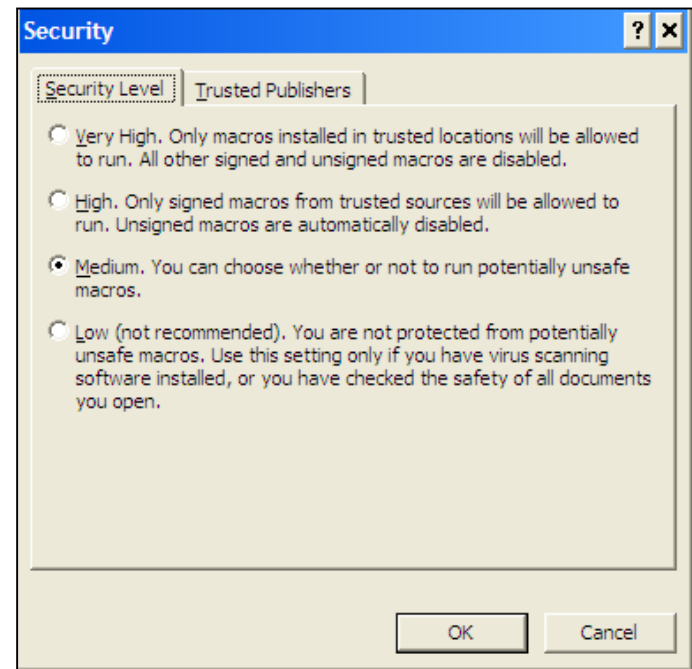 Security
Security Level
Trusted Publishers
Very High. Only macros installed in trusted locations will be allowed
to run. All other signed and unsigned macros are disabled.
High. Only signed macros from trusted sources will be allowed to
run. Unsigned macros are automatically disabled.
Medium. You can choose whether or not to run potentially unsafe
macros.
Low (not recommended). You are not protected from potentially
unsafe macros. Use this setting only if you have virus scanning
software installed, or you have checked the safety of all documents
you open.
OK
Cancel